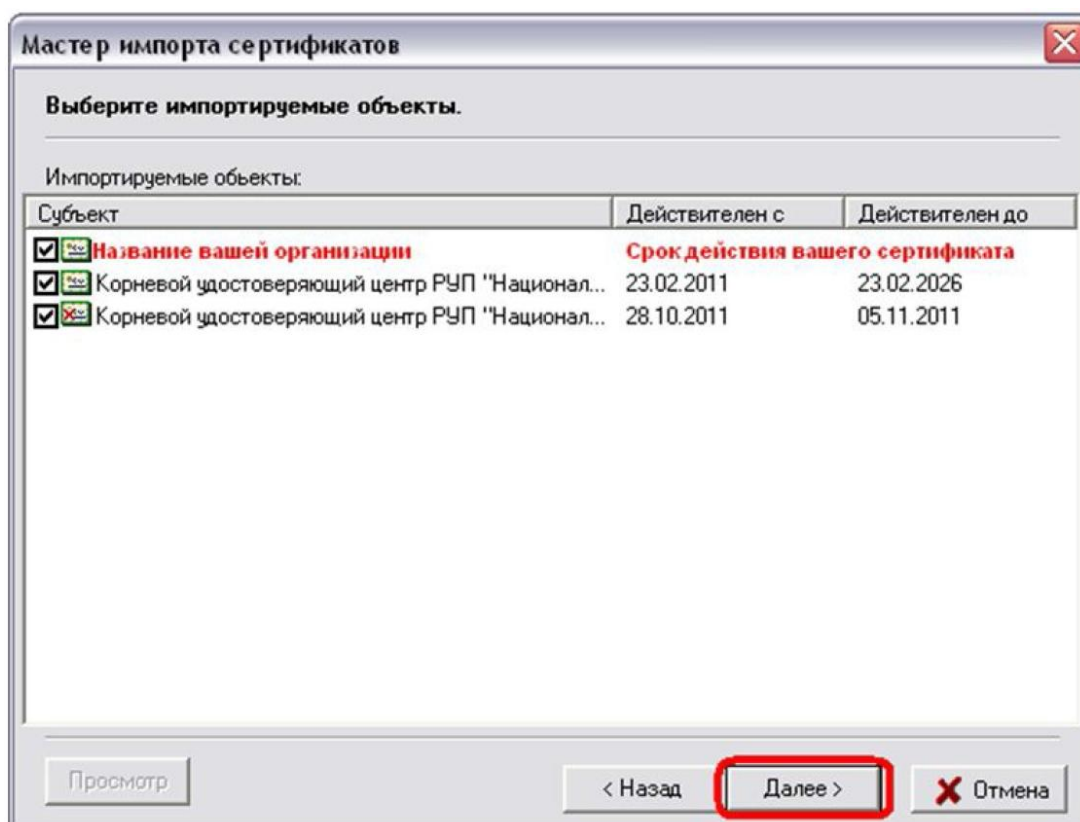 Мастер импорта сертификатов
Выберите импортируемые объекты.
Импортируемые обьекты:
Субъект Действителен с Действителен до
Название вашей организации Срок действия вашего сертификата
Корневой удостоверяющий центр РУП "Национал... 23.02.2011 23.02.2026
Корневой удостоверяющий центр РУП "Национал... 28.10.2011 05.11.2011
Просмотр < Назад Далее > Отмена